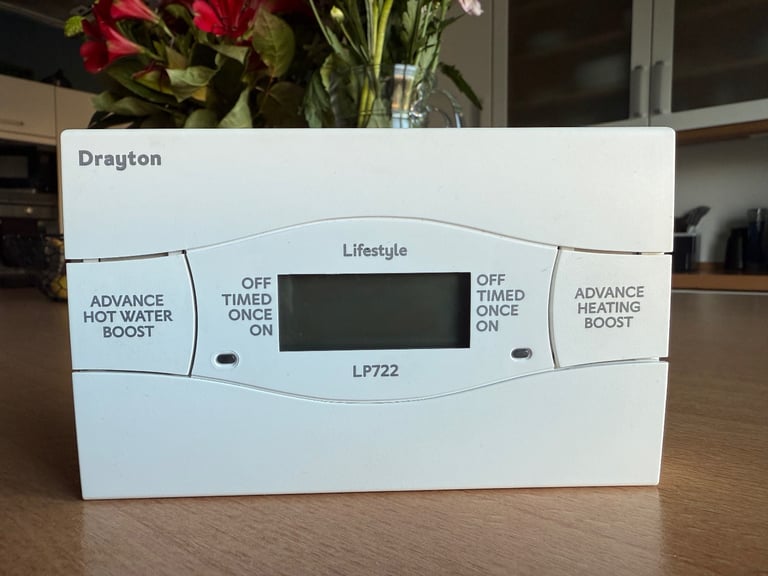 Drayton
Lifestyle
ADVANCE
HOT WATER
BOOST
OFF
TIMED
ONCE
ON
OFF
TIMED
ONCE
ON
ADVANCE
HEATING
BOOST
LP722